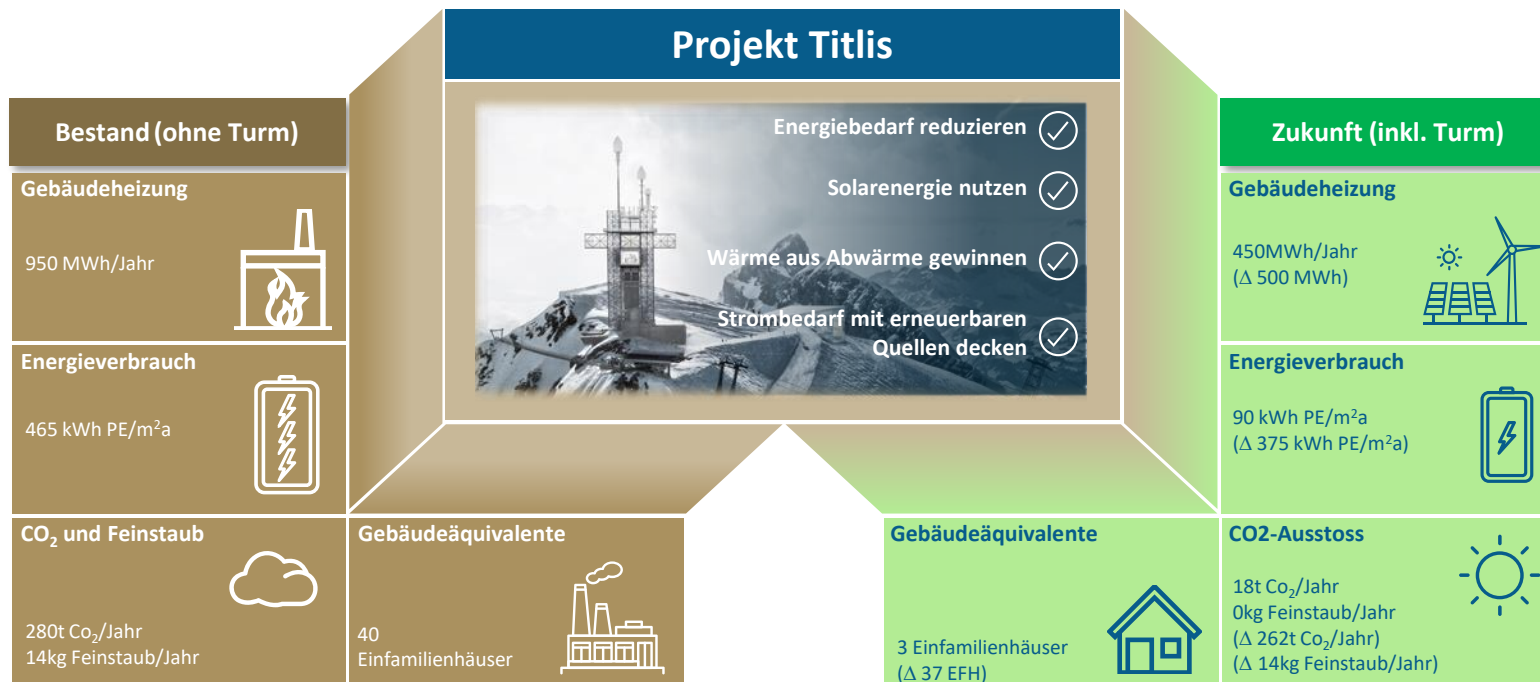 Projekt Titlis
Energiebedarf reduzieren
Solarenergie nutzen
Wärme aus Abwärme gewinnen
Strombedarf mit erneuerbaren
Quellen decken
Bestand (ohne Turm)
Gebäudeheizung
950 MWh/Jahr
Energieverbrauch
465 kWh PE/m²a
CO₂ und Feinstaub
280t Co₂/Jahr
14kg Feinstaub/Jahr
Gebäudeäquivalente
40
Einfamilienhäuser
Zukunft (inkl. Turm)
Gebäudeheizung
450MWh/Jahr
(Δ 500 MWh)
Energieverbrauch
90 kWh PE/m²a
(Δ 375 kWh PE/m²a)
Gebäudeäquivalente
3 Einfamilienhäuser
(Δ 37 EFH)
CO2-Ausstoss
18t Co₂/Jahr
0kg Feinstaub/Jahr
(Δ 262t Co₂/Jahr)
(Δ 14kg Feinstaub/Jahr)